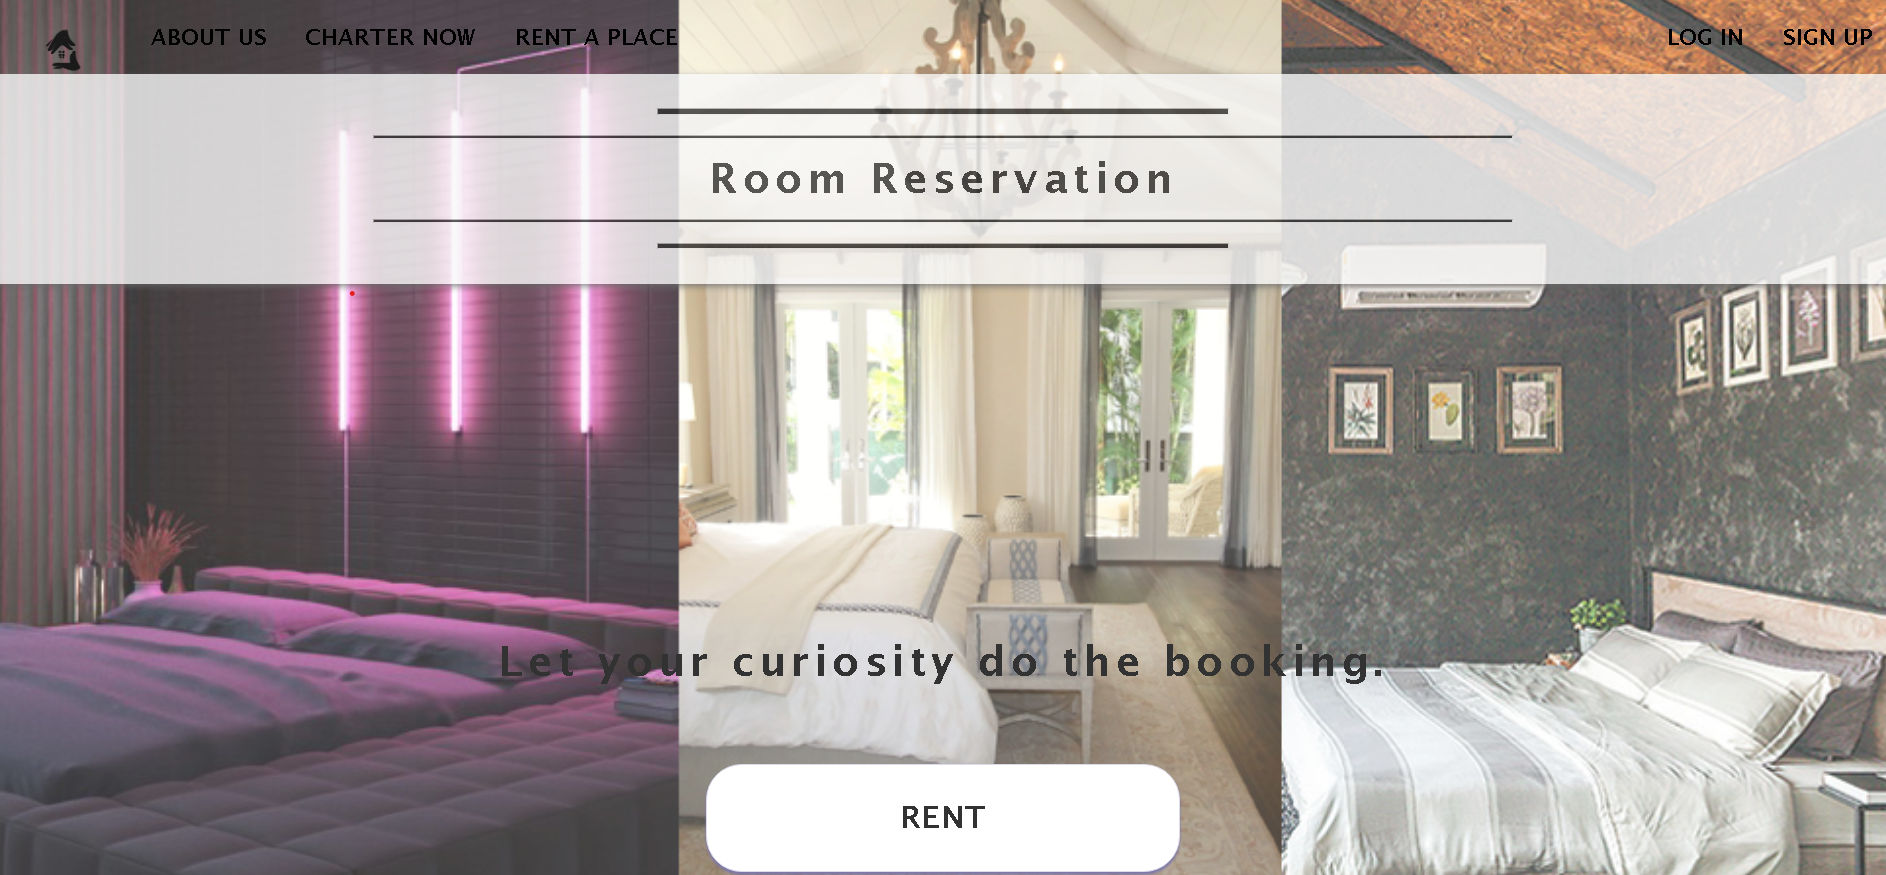 ABOUT US
CHARTER NOW
RENT A PLACE
LOG IN
SIGN UP
Room Reservation
Let your curiosity do the booking.
RENT